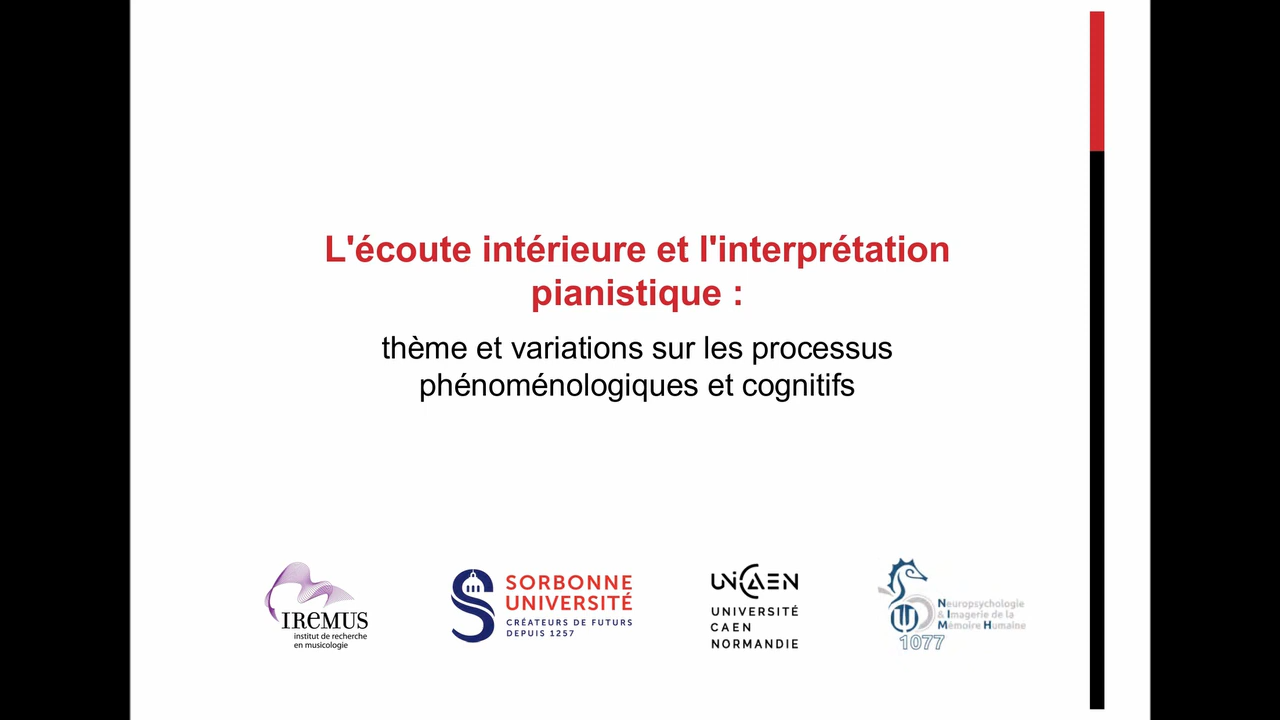 L'écoute intérieure et l'interprétation
pianistique :
thème et variations sur les processus
phénoménologiques et cognitifs
IReMUS
institut de recherche
en musicologie
SORBONNE
UNIVERSITÉ
CRÉATEURS DE FUTURS
DEPUIS 1257
UNICAEN
UNIVERSITÉ
CAEN
NORMANDIE
Neuropsychologie
& Imagerie de la
Mémoire Humaine
1077